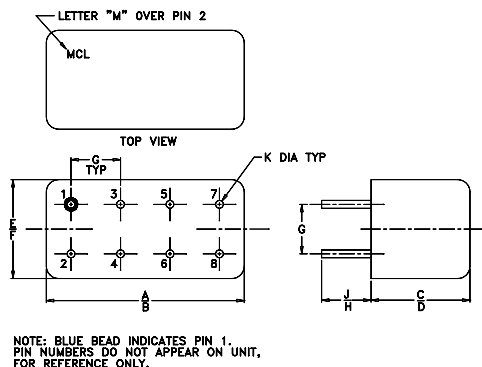 LETTER "M" OVER PIN 2
MCL
TOP VIEW
G
TYP
K DIA TYP
1 3 5 7
E
F
G
2 4 6 8
A
B
J
H
C
D
NOTE: BLUE BEAD INDICATES PIN 1.
PIN NUMBERS DO NOT APPEAR ON UNIT,
FOR REFERENCE ONLY.